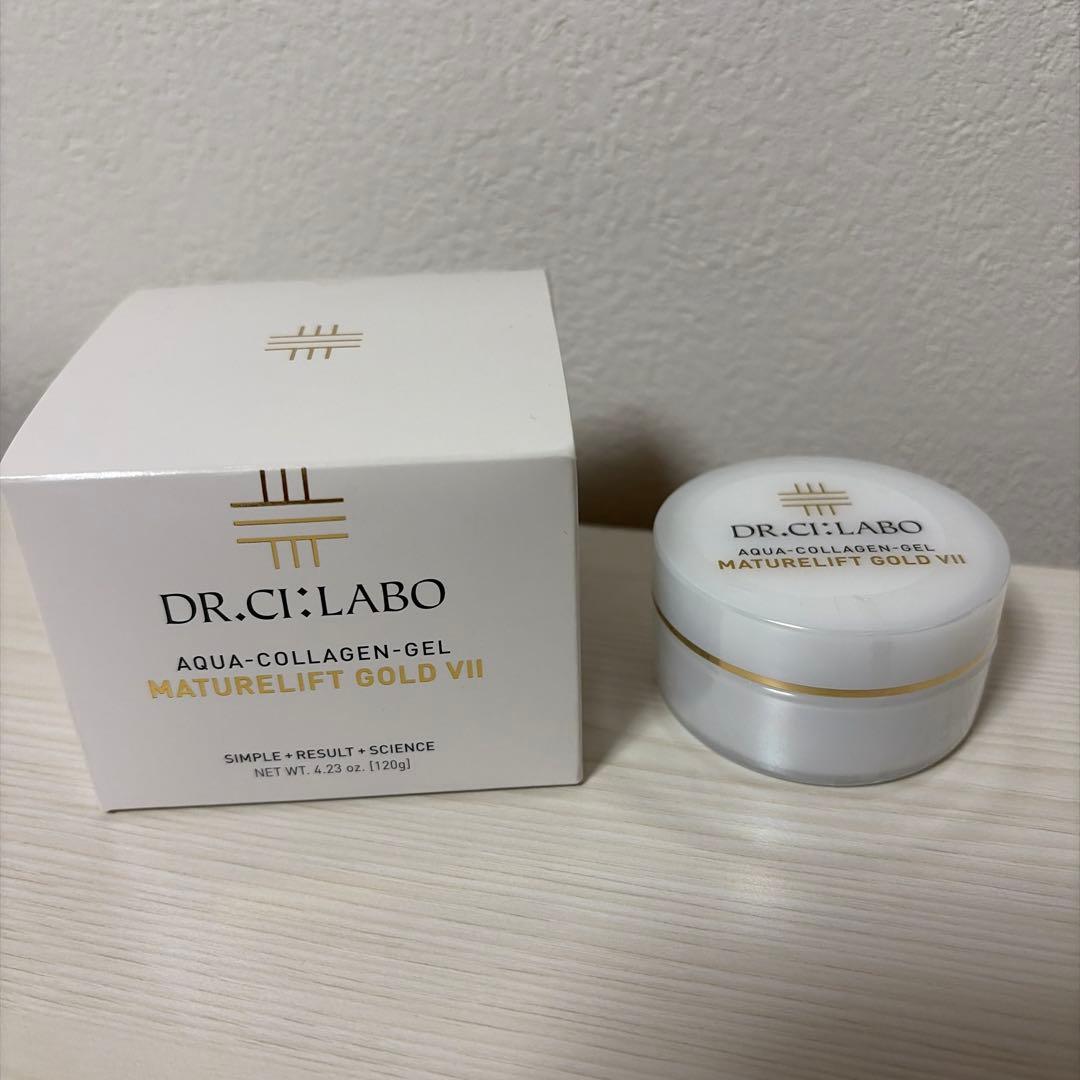 DR.CI:LABO
AQUA-COLLAGEN-GEL
MATURELIFT GOLD VII
SIMPLE + RESULT + SCIENCE
NET WT. 4.23 oz. [120g]
DR.CI:LABO
AQUA-COLLAGEN-GEL
MATURELIFT GOLD VII